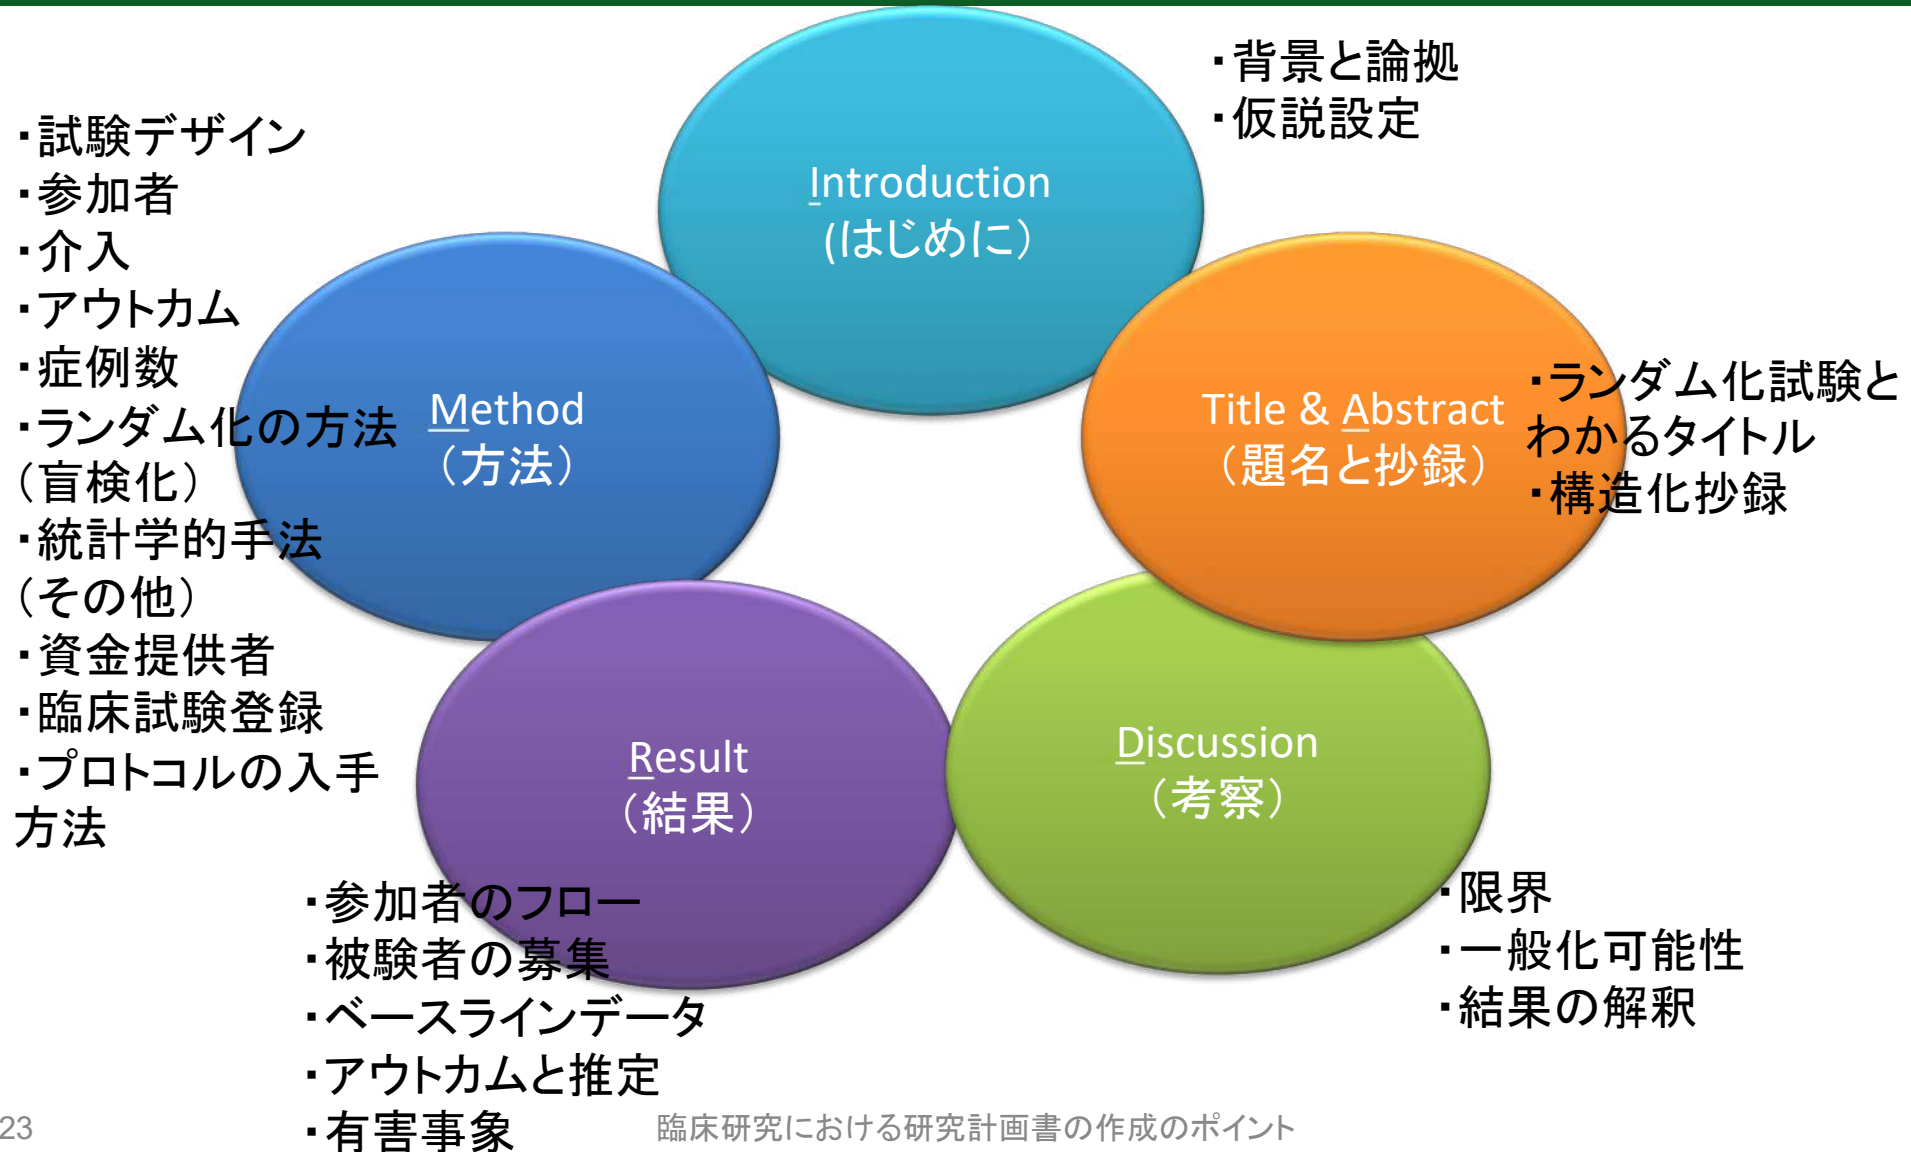 ・背景と論拠
・仮説設定
Introduction
(はじめに）
・試験デザイン
・参加者
・介入
・アウトカム
・症例数
・ランダム化の方法
（盲検化）
・統計学的手法
（その他）
・資金提供者
・臨床試験登録
・プロトコルの入手
方法
Method
（方法）
Title & Abstract
（題名と抄録）
・ランダム化試験と
わかるタイトル
・構造化抄録
Result
（結果）
・参加者のフロー
・被験者の募集
・ベースラインデータ
・アウトカムと推定
・有害事象
Discussion
（考察）
・限界
・一般化可能性
・結果の解釈
23
臨床研究における研究計画書の作成のポイント